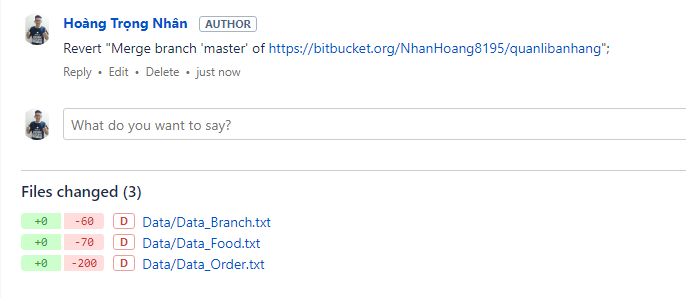 Hoàng Trọng Nhân AUTHOR
Revert "Merge branch 'master' of https://bitbucket.org/NhanHoang8195/quanlibanhang";
Reply • Edit • Delete • just now
What do you want to say?
Files changed (3)
+0 -60 D Data/Data_Branch.txt
+0 -70 D Data/Data_Food.txt
+0 -200 D Data/Data_Order.txt